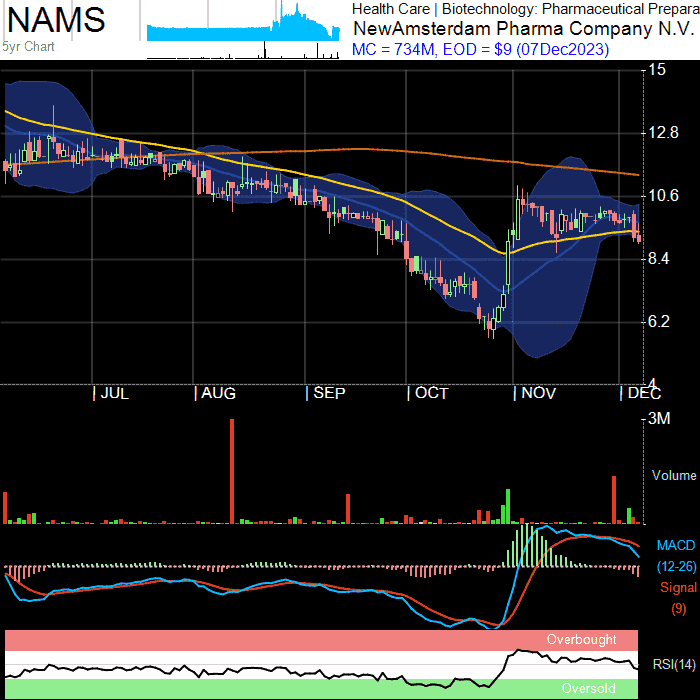 NAMS
5yr Chart
Health Care | Biotechnology: Pharmaceutical Prepara
NewAmsterdam Pharma Company N.V.
MC = 734M, EOD = $9 (07Dec2023)
15
12.8
10.6
8.4
6.2
4
JUL
AUG
SEP
OCT
NOV
DEC
3M
Volume
MACD
(12-26)
Signal
(9)
Overbought
RSI(14)
Oversold